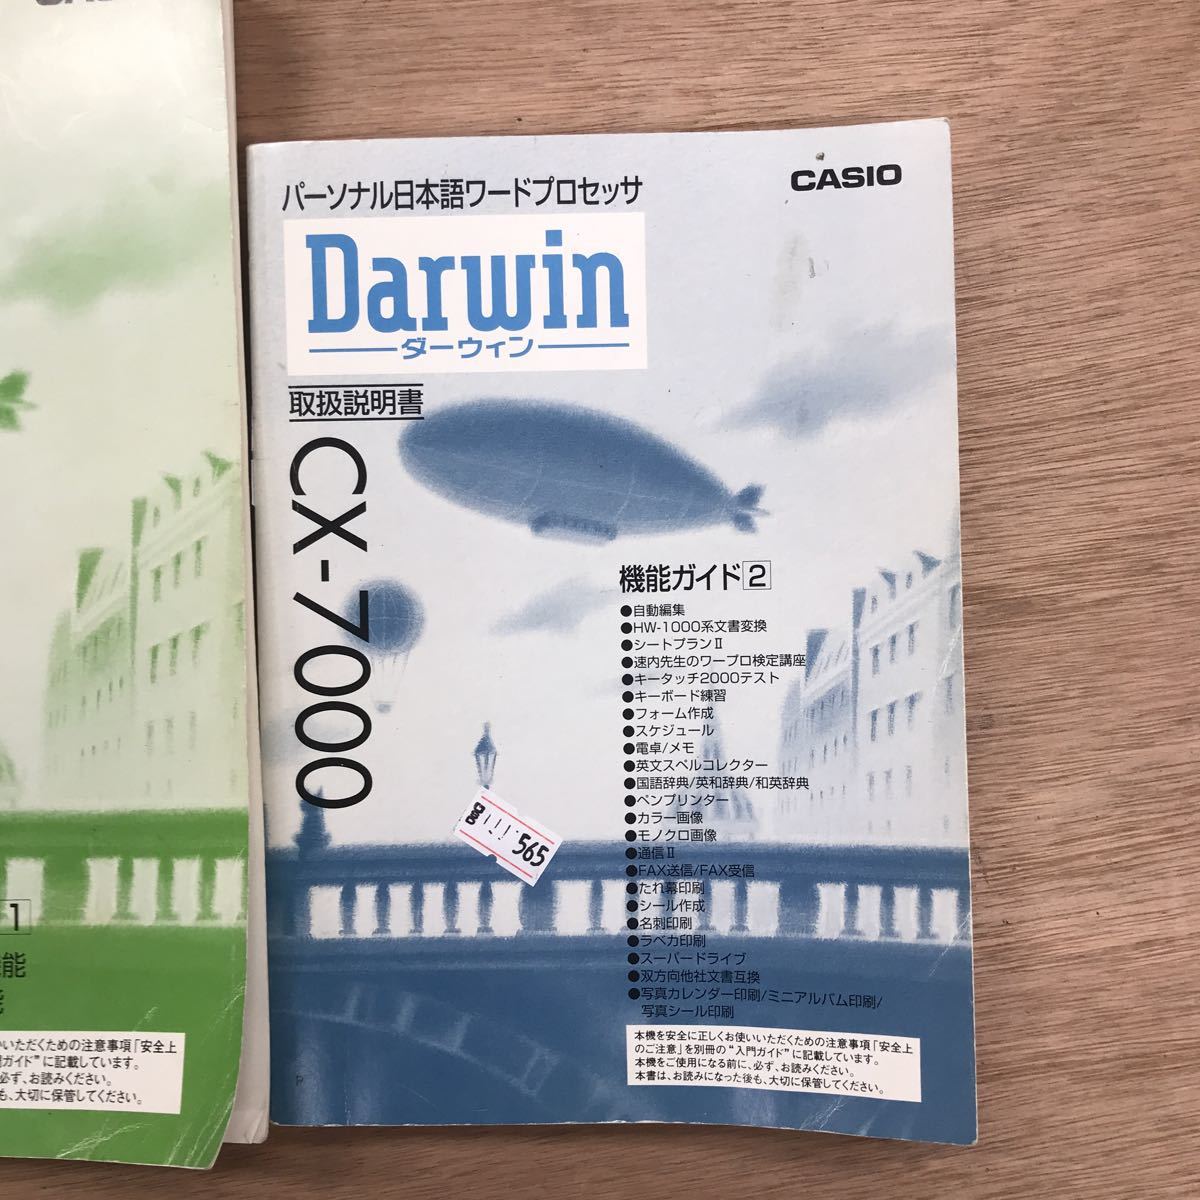 パーソナル日本語ワードプロセッサ
CASIO
Darwin
ダーウィン
取扱説明書
CX-7000
機能ガイド2
●自動編集
●HW-1000系文書変換
●シートプランⅡ
●速内先生のワープロ検定講座
●キータッチ2000テスト
●キーボード練習
●フォーム作成
●スケジュール
●電卓/メモ
●英文スペルコレクター
●国語辞典/英和辞典/和英辞典
●ペンプリンター
●カラー画像
●モノクロ画像
●通信Ⅱ
●FAX送信/FAX受信
●たれ幕印刷
●シール作成
●名刺印刷
●ラベカ印刷
●スーパードライブ
●双方向他社文書互換
●写真カレンダー印刷/ミニアルバム印刷/
写真シール印刷
本機を安全に正しくお使いいただくための注意事項「安全上
のご注意」を別冊の"入門ガイド"に記載しています。
本機をご使用になる前に、必ず、お読みください。
本書は、お読みになった後も、大切に保管してください。
565
P
1
能
いただくための注意事項「安全上
ガイド"に記載しています。
必ず、お読みください。
も、大切に保管してください。